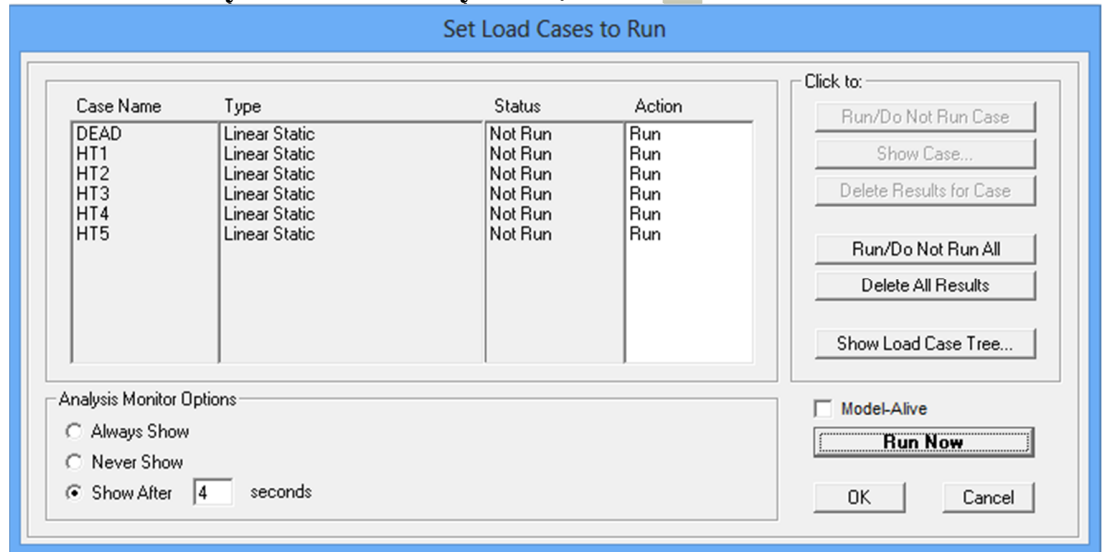 Set Load Cases to Run
Case Name Type Status Action
DEAD Linear Static Not Run Run
HT1 Linear Static Not Run Run
HT2 Linear Static Not Run Run
HT3 Linear Static Not Run Run
HT4 Linear Static Not Run Run
HT5 Linear Static Not Run Run
Click to:
Run/Do Not Run Case
Show Case...
Delete Results for Case
Run/Do Not Run All
Delete All Results
Show Load Case Tree...
Analysis Monitor Options
Always Show
Never Show
Show After 4 seconds
Model-Alive
Run Now
OK Cancel